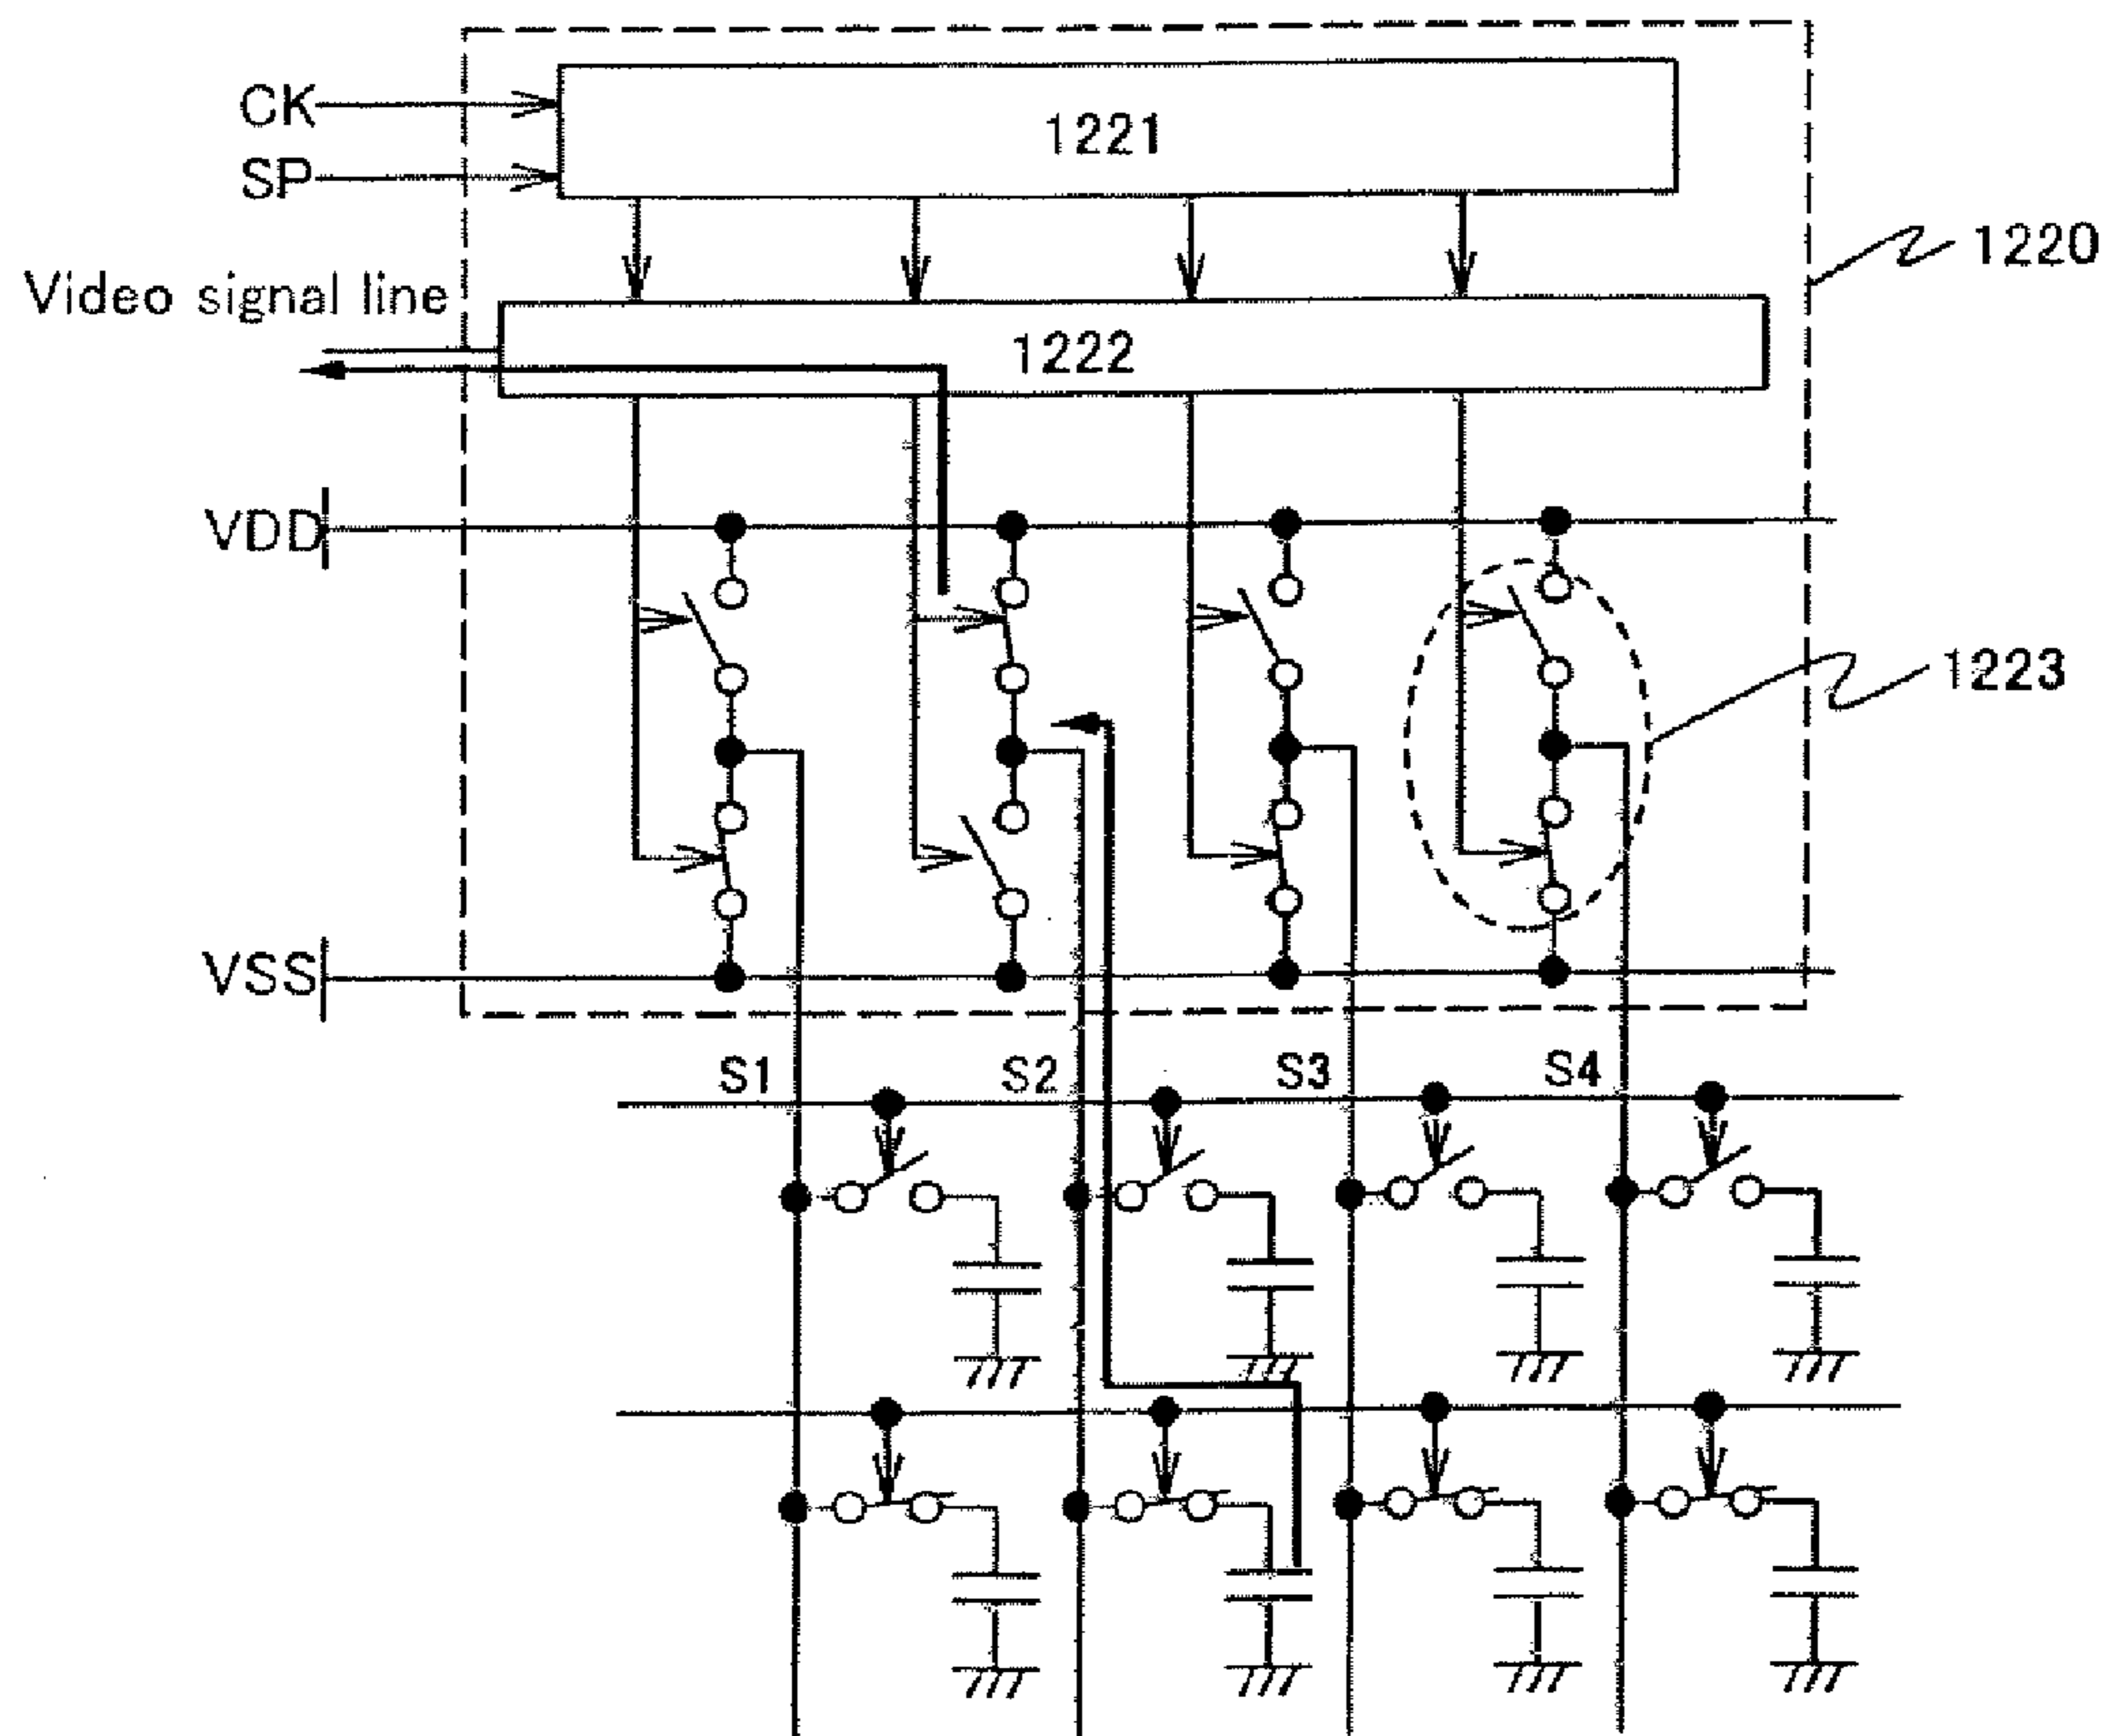 CK
SP
1221
1220
Video signal line
1222
VDD
1223
VSS
S1 S2 S3 S4